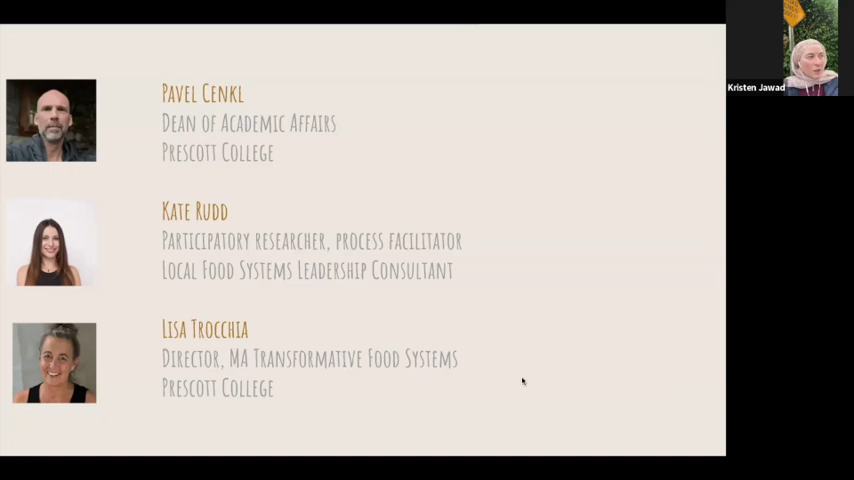 Pavel Cenkl
Dean of Academic Affairs
Prescott College
Kate Rudd
Participatory researcher, process facilitator
Local Food Systems Leadership Consultant
Lisa Trocchia
Director, MA Transformative Food Systems
Prescott College
Kristen Jawad